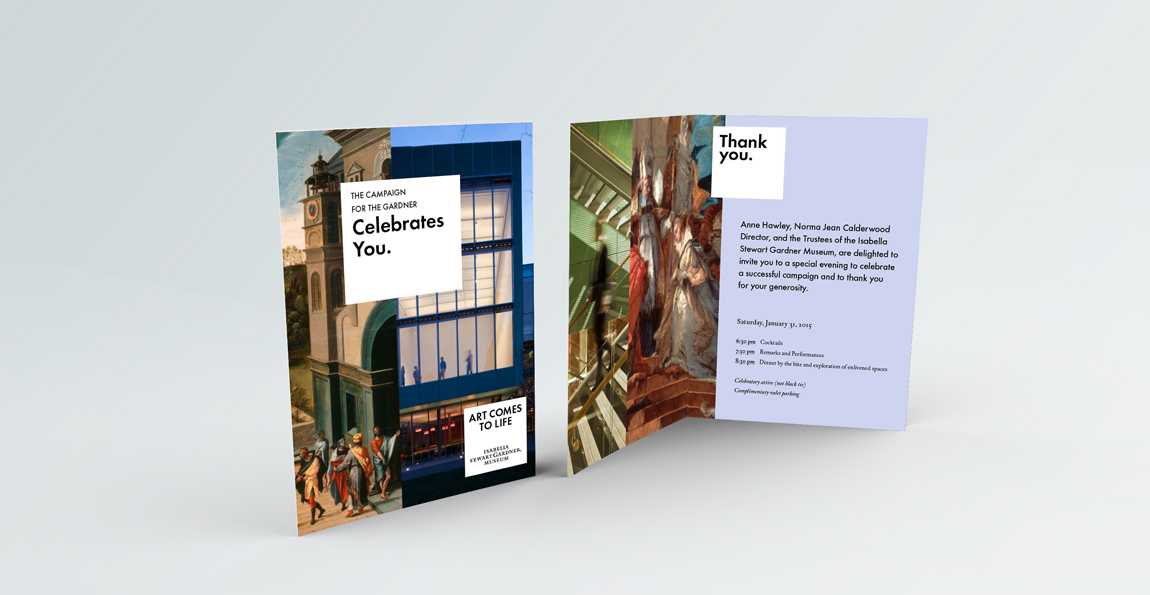 THE CAMPAIGN
FOR THE GARDNER
Celebrates
You.
ART COMES
TO LIFE
ISABELLA
STEWART GARDNER
MUSEUM
Thank
you.
Anne Hawley, Norma Jean Calderwood
Director, and the Trustees of the Isabella
Stewart Gardner Museum, are delighted to
invite you to a special evening to celebrate
a successful campaign and to thank you
for your generosity.
Saturday, January 31, 2015
6:30 pm Cocktails
7:30 pm Remarks and Performances
8:30 pm Dinner by the bite and exploration of enlivened spaces
Celebratory attire (not black tie)
Complimentary valet parking